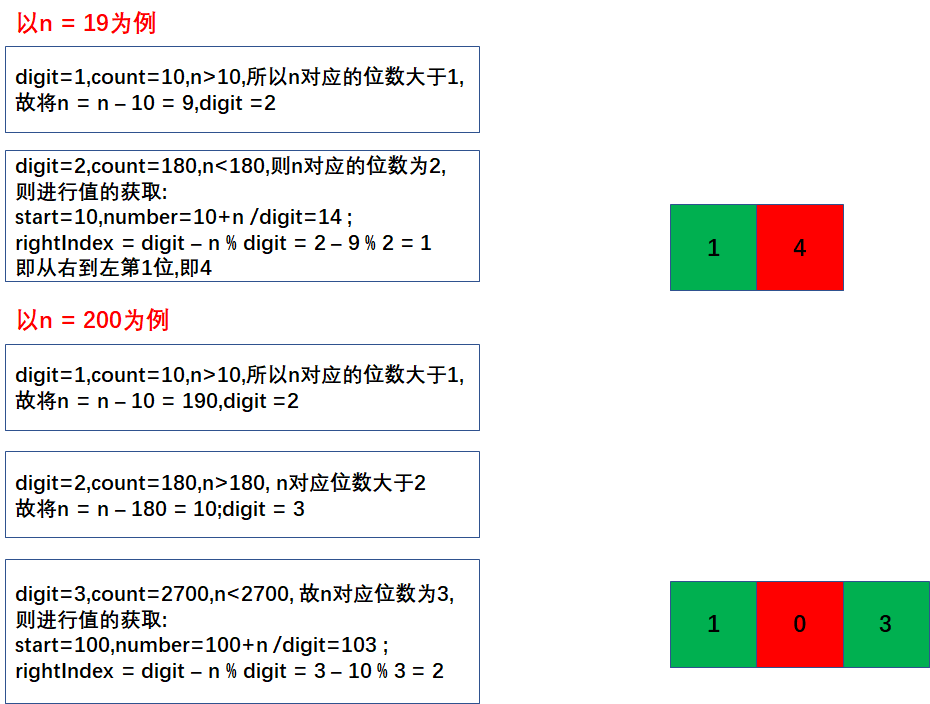 以n = 19为例
digit=1,count=10,n>10,所以n对应的位数大于1,
故将n = n – 10 = 9,digit =2
digit=2,count=180,n<180,则n对应的位数为2,
则进行值的获取:
start=10,number=10+n /digit=14 ;
rightIndex = digit – n % digit = 2 – 9 % 2 = 1
即从右到左第1位,即4
1 4
以n = 200为例
digit=1,count=10,n>10,所以n对应的位数大于1,
故将n = n – 10 = 190,digit =2
digit=2,count=180,n>180, n对应位数大于2
故将n = n – 180 = 10;digit = 3
digit=3,count=2700,n<2700, 故n对应位数为3,
则进行值的获取:
start=100,number=100+n /digit=103 ;
rightIndex = digit – n % digit = 3 – 10 % 3 = 2
1 0 3